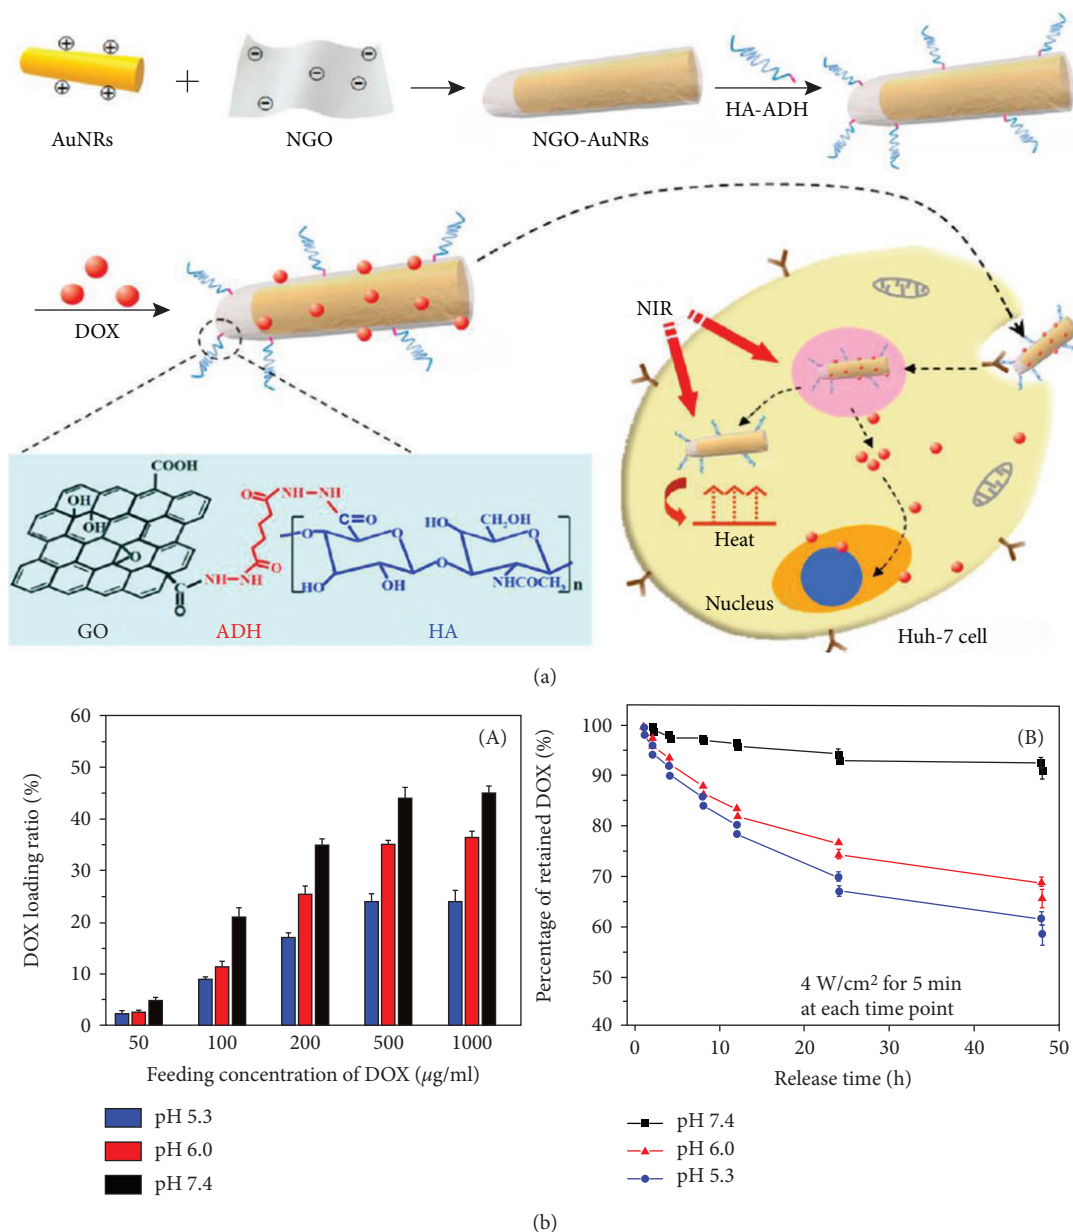 AuNRs
+
NGO
NGO-AuNRs
HA-ADH
DOX
NIR
Heat
Nucleus
Huh-7 cell
COOH
OH
OH
O
C
O
NH-NH
O
O
NH-NH
C=O
O
HO
OH
O
HO
CH₂OH
O
NHCOCH₃
O
n
GO
ADH
HA
(a)
60
50
40
30
20
10
0
DOX loading ratio (%)
(A)
50 100 200 500 1000
Feeding concentration of DOX (μg/ml)
pH 5.3
pH 6.0
pH 7.4
100
90
80
70
60
50
40
Percentage of retained DOX (%)
(B)
4 W/cm² for 5 min
at each time point
0 10 20 30 40 50
Release time (h)
pH 7.4
pH 6.0
pH 5.3
(b)